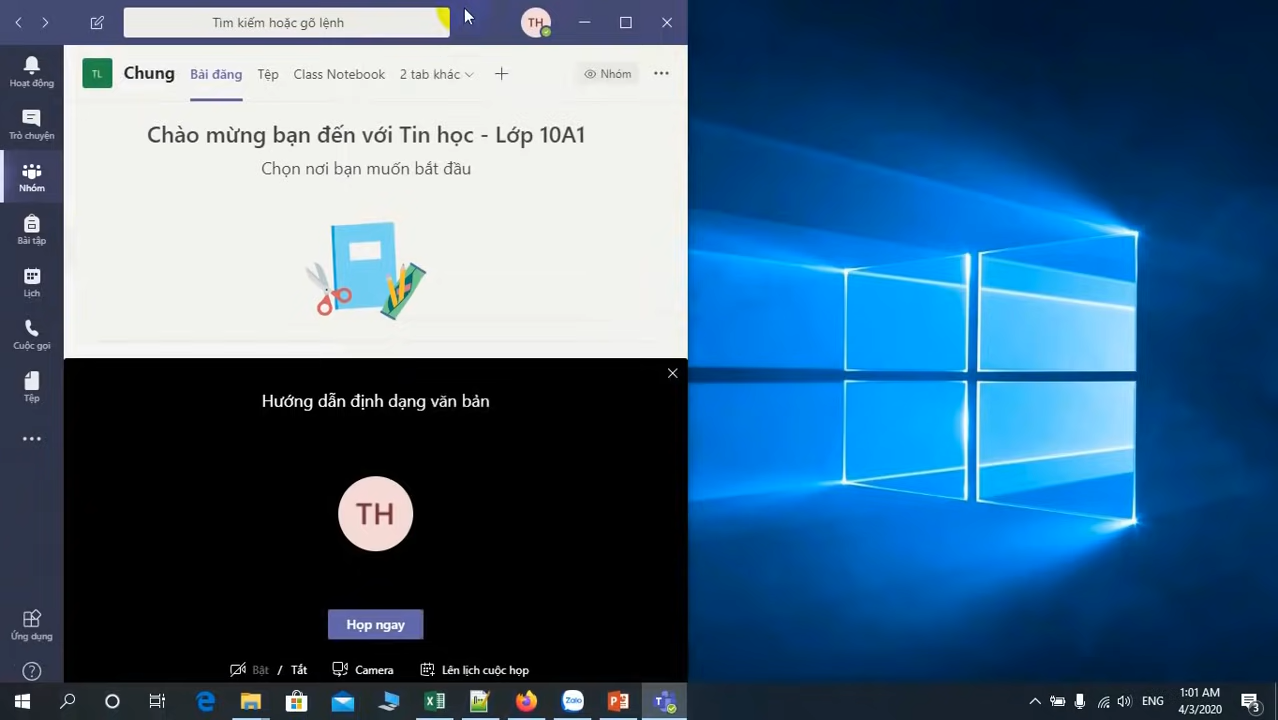 Tìm kiếm hoặc gõ lệnh
TH
Hoạt động
Trò chuyện
Nhóm
Bài tập
Lịch
Cuộc gọi
Tệp
Ứng dụng
TL
Chung
Bài đăng
Tệp
Class Notebook
2 tab khác
Nhóm
Chào mừng bạn đến với Tin học - Lớp 10A1
Chọn nơi bạn muốn bắt đầu
Hướng dẫn định dạng văn bản
TH
Họp ngay
Bật / Tắt
Camera
Lên lịch cuộc họp
Zalo
ENG
1:01 AM
4/3/2020
3